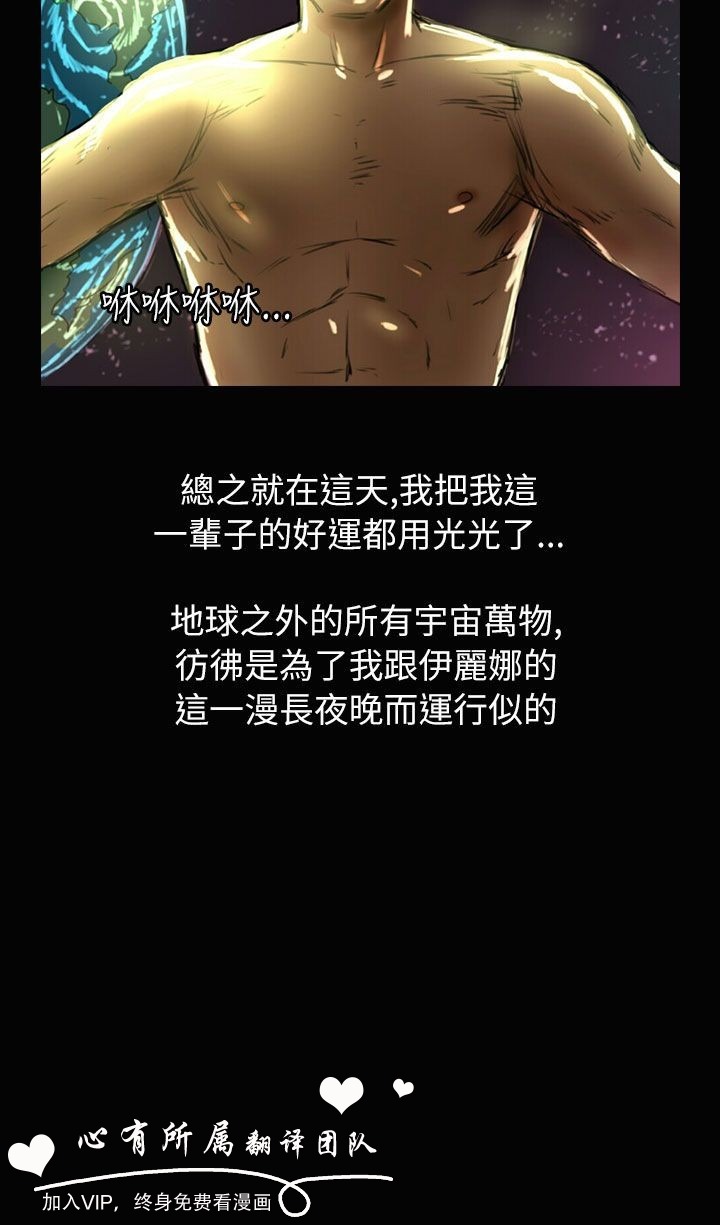 咻咻咻咻...
總之就在這天,我把我這
一輩子的好運都用光光了...
地球之外的所有宇宙萬物,
彷彿是為了我跟伊麗娜的
這一漫長夜晚而運行似的
心有所属翻译团队
加入VIP，终身免费看漫画